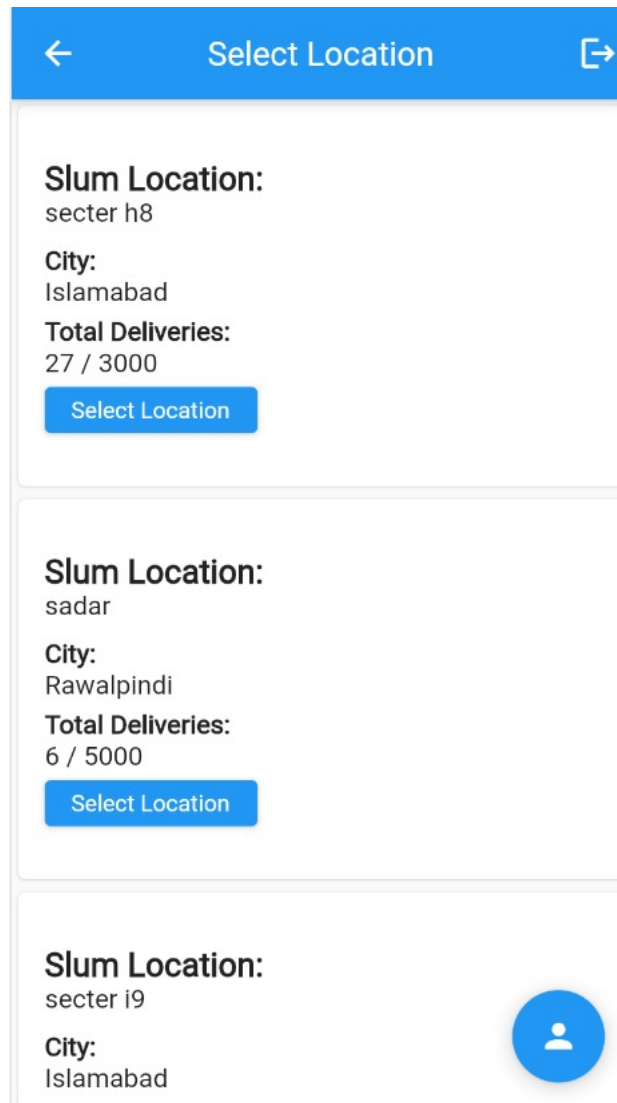 Select Location
Slum Location:
secter h8
City:
Islamabad
Total Deliveries:
27 / 3000
Select Location
Slum Location:
sadar
City:
Rawalpindi
Total Deliveries:
6 / 5000
Select Location
Slum Location:
secter i9
City:
Islamabad